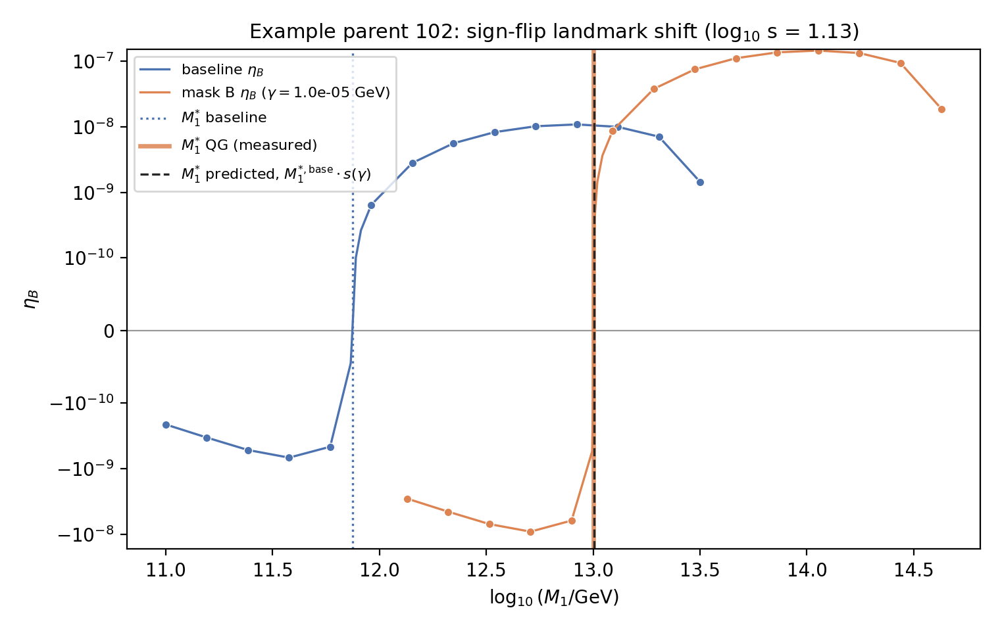 Example parent 102: sign-flip landmark shift (log₁₀ s = 1.13)
baseline η_B
mask B η_B (γ = 1.0e-05 GeV)
M₁* baseline
M₁* QG (measured)
M₁* predicted, M₁^{*,base} · s(γ)
10⁻⁷
10⁻⁸
10⁻⁹
10⁻¹⁰
0
−10⁻¹⁰
−10⁻⁹
−10⁻⁸
η_B
11.0 11.5 12.0 12.5 13.0 13.5 14.0 14.5
log₁₀ (M₁/GeV)